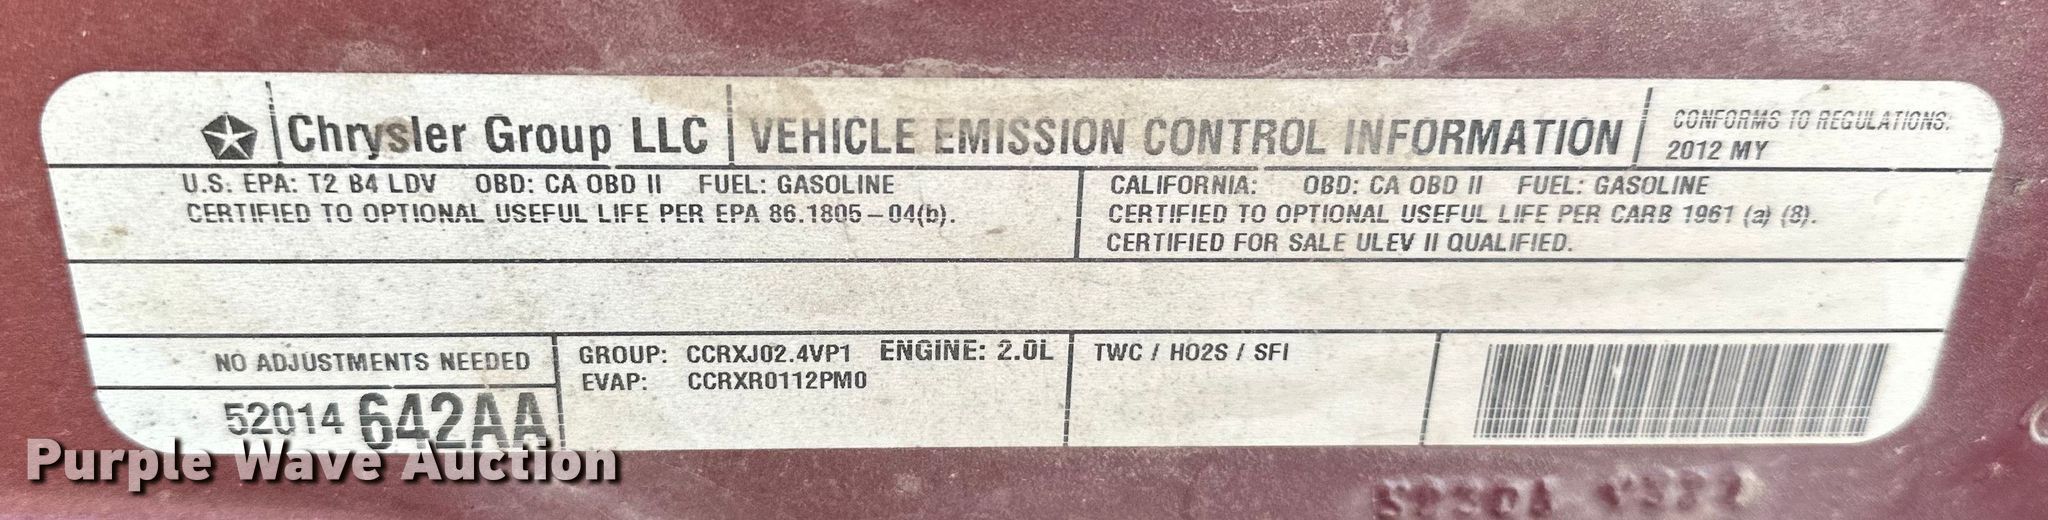 Chrysler Group LLC VEHICLE EMISSION CONTROL INFORMATION CONFORMS TO REGULATIONS:
2012 MY
U.S. EPA: T2 B4 LDV OBD: CA OBD II FUEL: GASOLINE
CERTIFIED TO OPTIONAL USEFUL LIFE PER EPA 86.1805-04(b).
CALIFORNIA: OBD: CA OBD II FUEL: GASOLINE
CERTIFIED TO OPTIONAL USEFUL LIFE PER CARB 1961 (a) (8).
CERTIFIED FOR SALE ULEV II QUALIFIED.
NO ADJUSTMENTS NEEDED
52014 642AA
GROUP: CCRXJ02.4VP1 ENGINE: 2.0L
EVAP: CCRXR0112PM0
TWC / HO2S / SFI
Purple Wave Auction